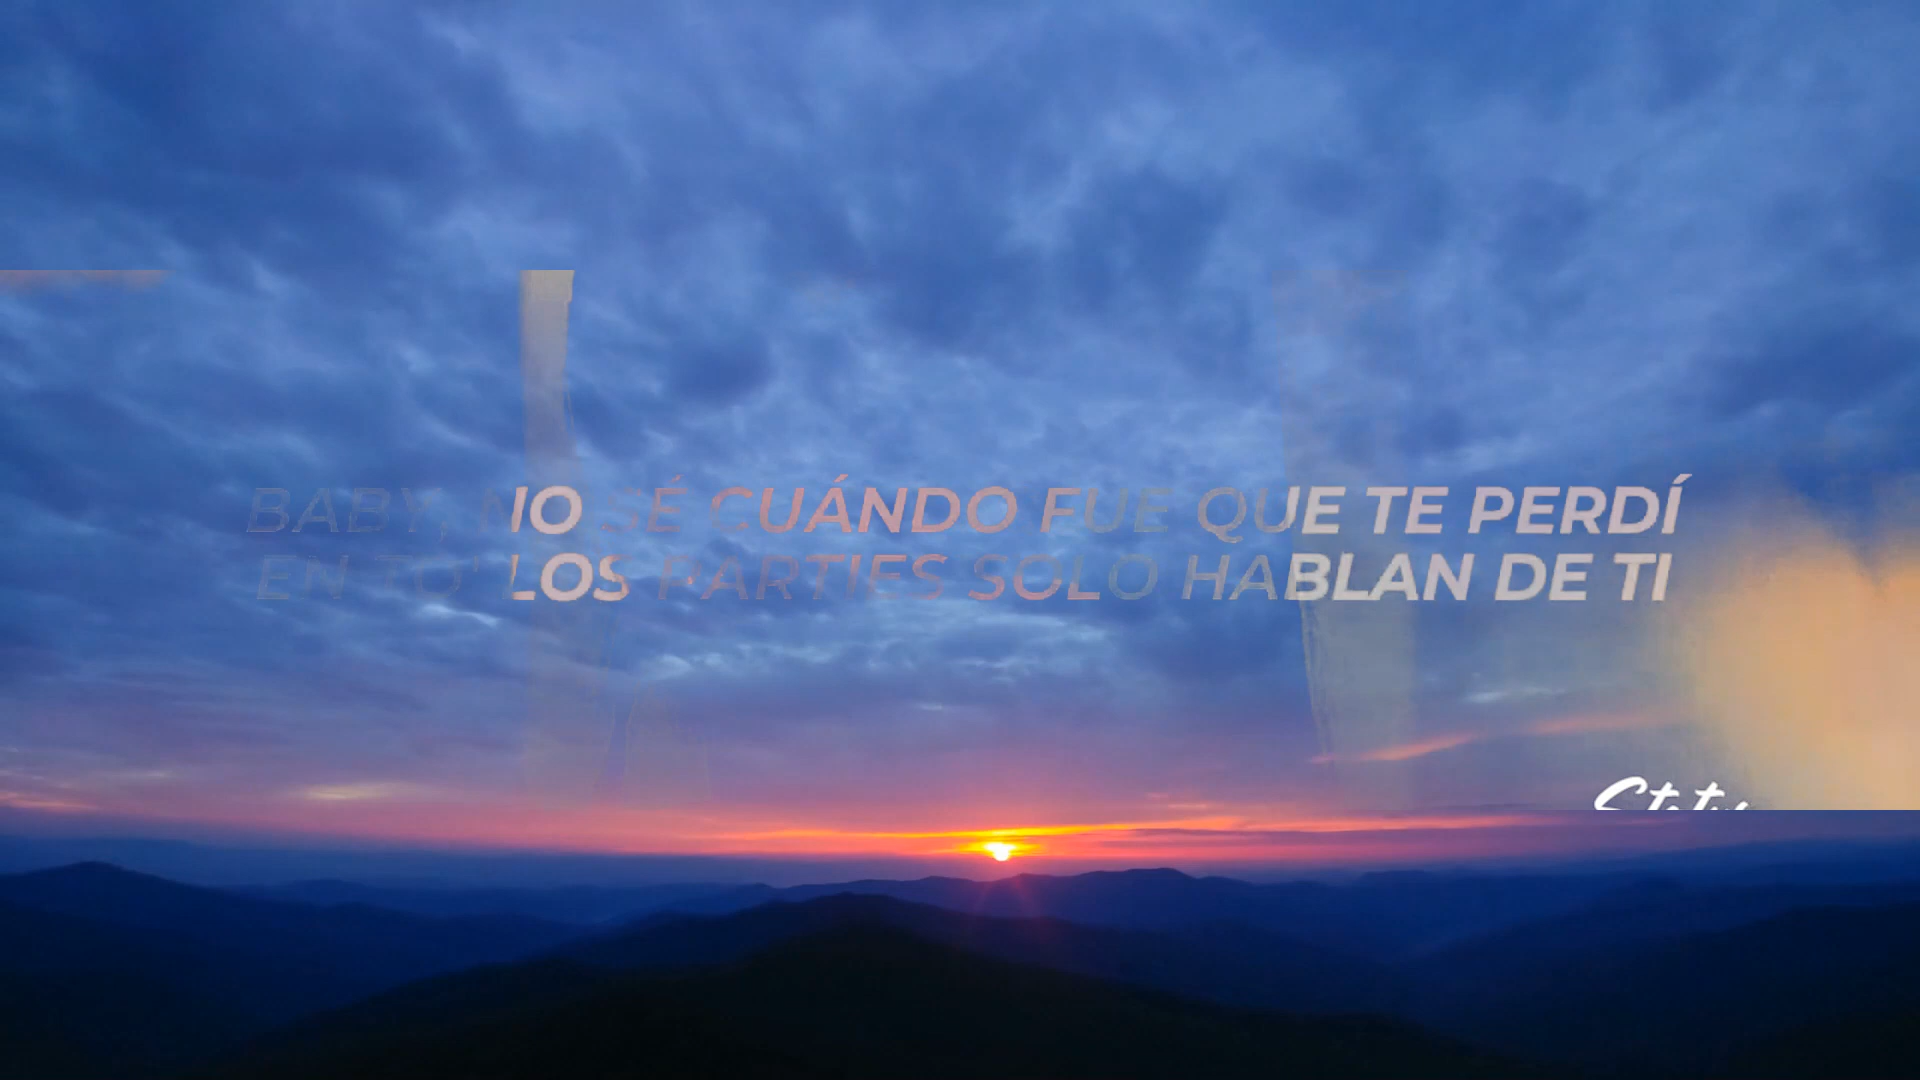 BABY, NO SÉ CUÁNDO FUE QUE TE PERDÍ
EN TO' LOS PARTIES SOLO HABLAN DE TI